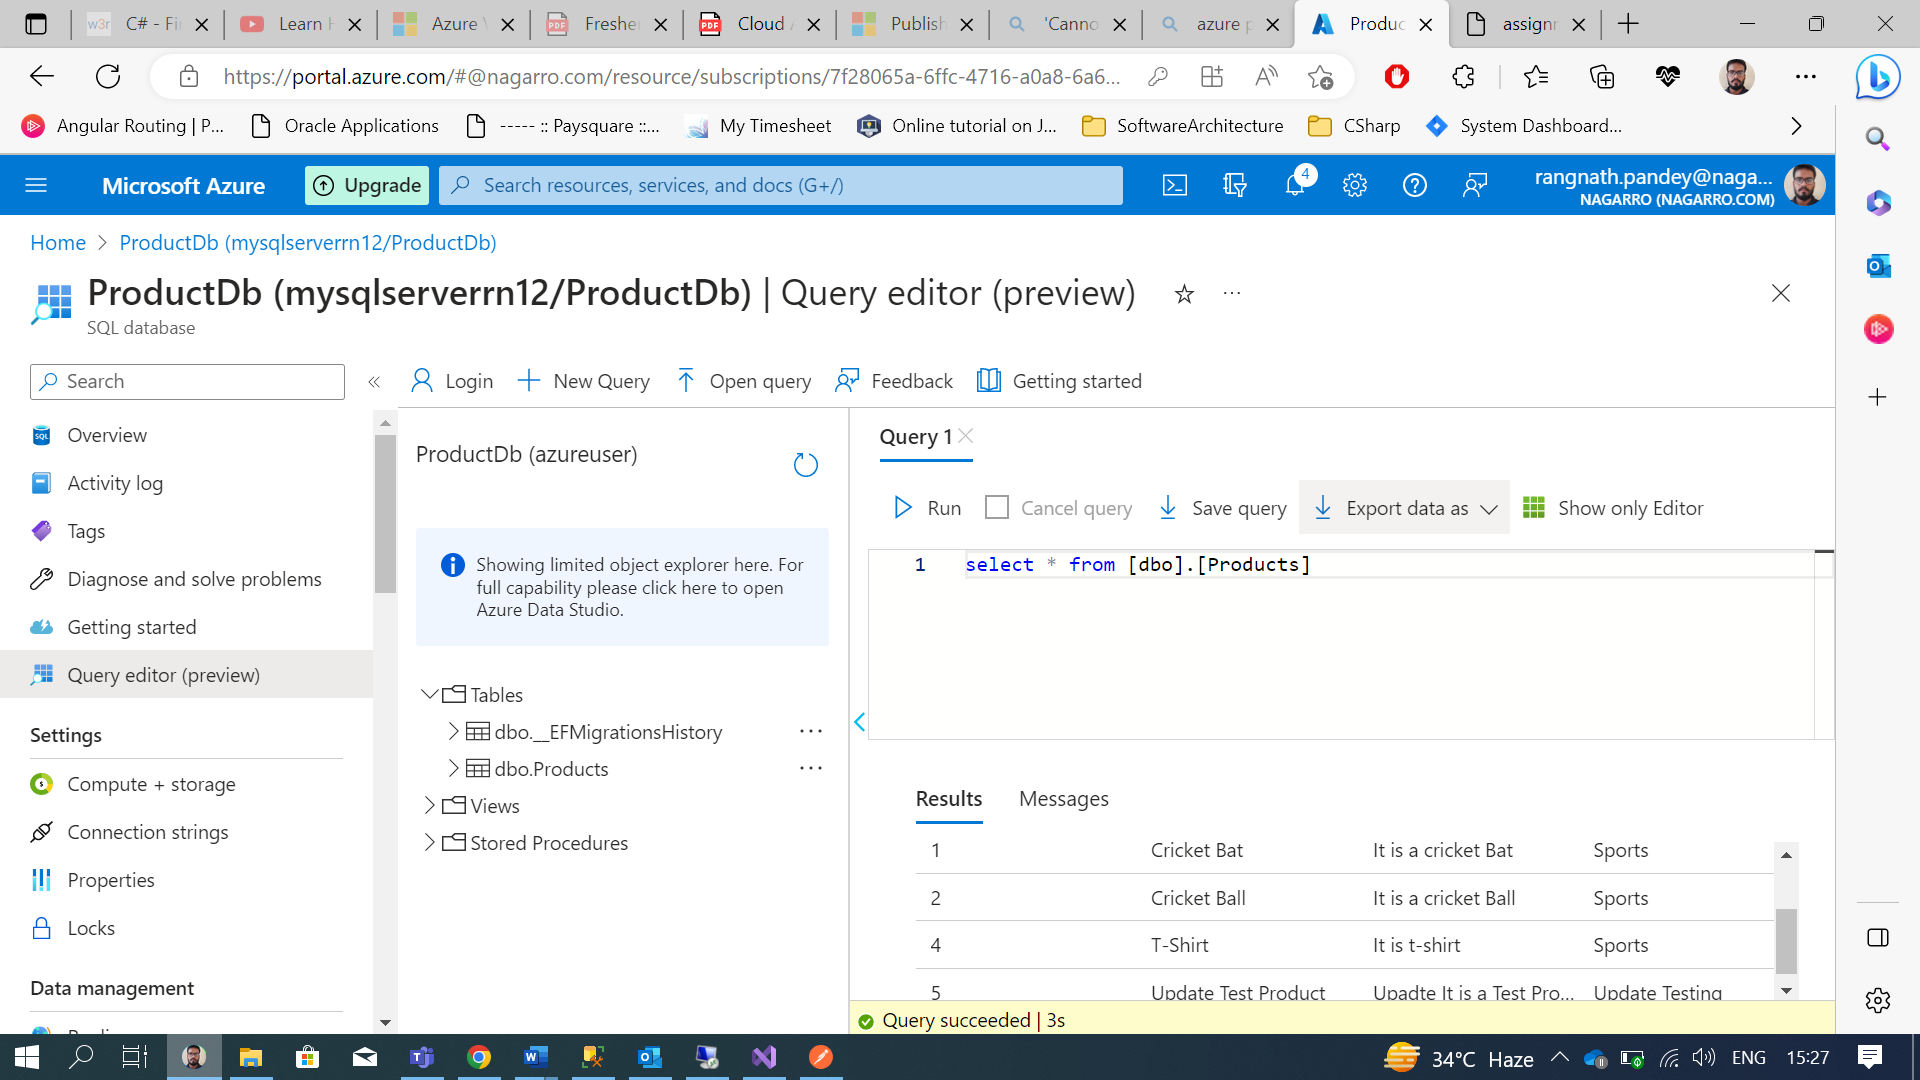 C# - Fi
Learn H
Azure
Fresher
Cloud
Publish
'Canno
azure p
Produc
assignm
https://portal.azure.com/#@nagarro.com/resource/subscriptions/7f28065a-6ffc-4716-a0a8-6a6...
Angular Routing | P...
Oracle Applications
----- :: Paysquare ::...
My Timesheet
Online tutorial on J...
SoftwareArchitecture
CSharp
System Dashboard...
Microsoft Azure
Upgrade
Search resources, services, and docs (G+/)
4
rangnath.pandey@naga...
NAGARRO (NAGARRO.COM)
Home > ProductDb (mysqlserverrn12/ProductDb)
ProductDb (mysqlserverrn12/ProductDb) | Query editor (preview)
SQL database
Search
Login
New Query
Open query
Feedback
Getting started
Overview
Activity log
Tags
Diagnose and solve problems
Getting started
Query editor (preview)
Settings
Compute + storage
Connection strings
Properties
Locks
Data management
ProductDb (azureuser)
Showing limited object explorer here. For
full capability please click here to open
Azure Data Studio.
Tables
dbo.__EFMigrationsHistory
dbo.Products
Views
Stored Procedures
Query 1
Run
Cancel query
Save query
Export data as
Show only Editor
1 select * from [dbo].[Products]
Results
Messages
1 Cricket Bat It is a cricket Bat Sports
2 Cricket Ball It is a cricket Ball Sports
4 T-Shirt It is t-shirt Sports
5 Update Test Product Upadte It is a Test Pro... Update Testing
Query succeeded | 3s
34°C Haze
ENG
15:27